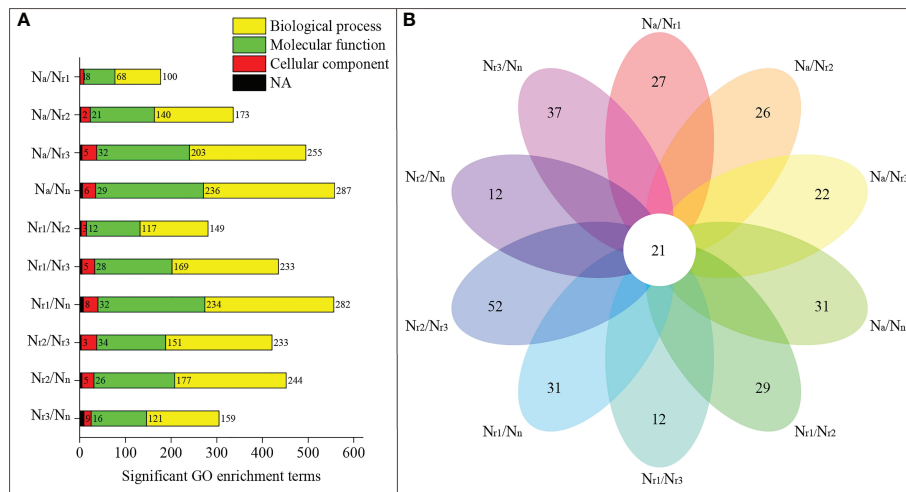 A
Biological process
Molecular function
Cellular component
NA
Na/Nr1 8 68 100
Na/Nr2 2 21 140 173
Na/Nr3 5 32 203 255
Na/Nn 6 29 236 287
Nr1/Nr2 3 12 117 149
Nr1/Nr3 5 28 169 233
Nr1/Nn 8 32 234 282
Nr2/Nr3 3 34 151 233
Nr2/Nn 5 26 177 244
Nr3/Nn 9 16 121 159
0 100 200 300 400 500 600
Significant GO enrichment terms
B
Na/Nr1
27
Na/Nr2
26
Na/Nr3
22
Na/Nn
31
Nr1/Nr2
29
Nr1/Nr3
12
Nr1/Nn
31
Nr2/Nr3
52
Nr2/Nn
12
Nr3/Nn
37
21